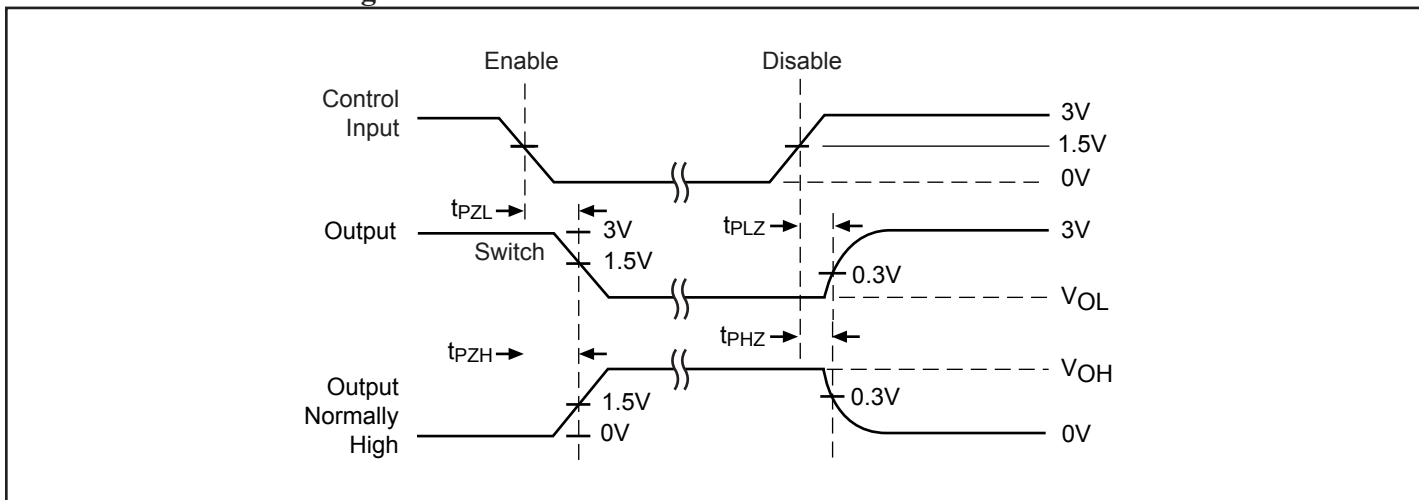 g
Enable Disable
Control
Input
3V
1.5V
0V
tPZL
tPLZ
Output
3V
3V
Switch
1.5V
0.3V
VOL
tPHZ
tPZH
VOH
Output
Normally
High
1.5V
0.3V
0V
0V